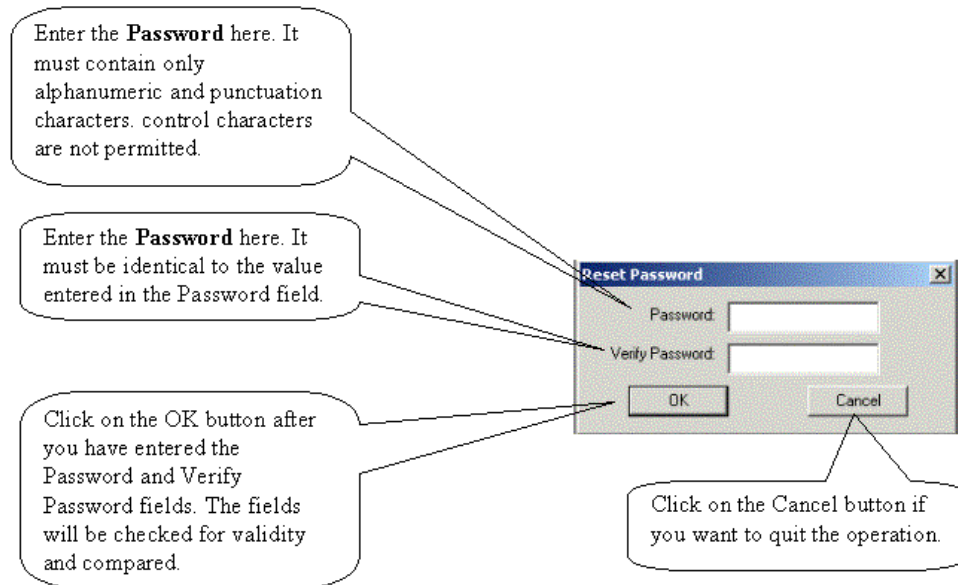 Enter the Password here. It
must contain only
alphanumeric and punctuation
characters. control characters
are not permitted.
Enter the Password here. It
must be identical to the value
entered in the Password field.
Reset Password
Password:
Verify Password:
OK
Cancel
Click on the OK button after
you have entered the
Password and Verify
Password fields. The fields
will be checked for validity
and compared.
Click on the Cancel button if
you want to quit the operation.